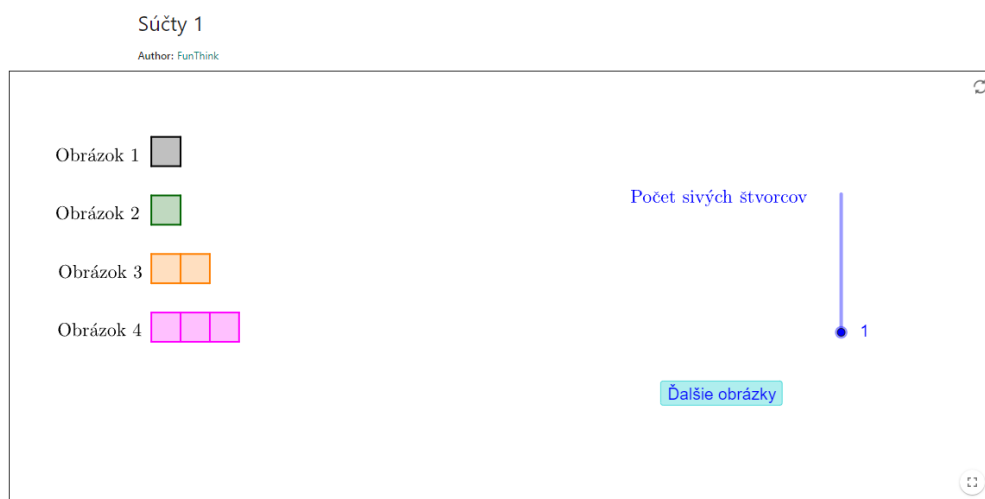 Súčty 1
Author: FunThink
Obrázok 1
Obrázok 2
Počet sivých štvorcov
Obrázok 3
Obrázok 4
1
Ďalšie obrázky